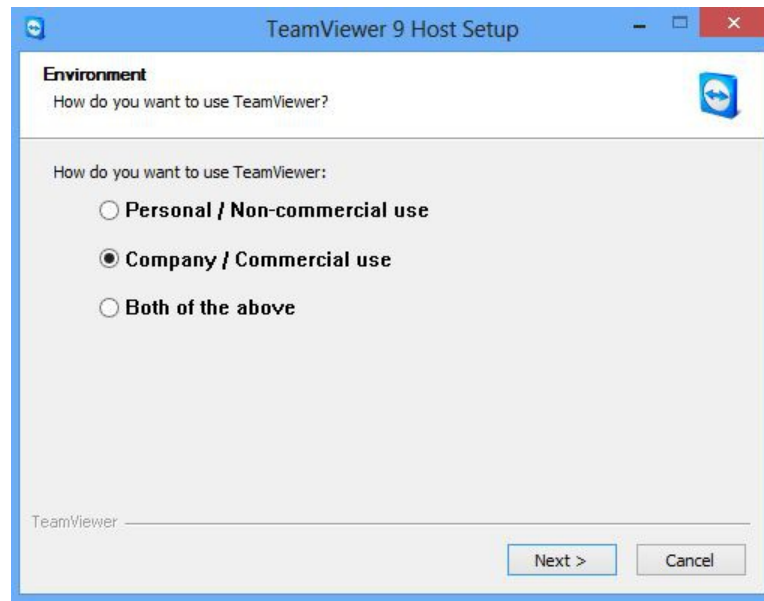 TeamViewer 9 Host Setup
Environment
How do you want to use TeamViewer?
How do you want to use TeamViewer:
Personal / Non-commercial use
Company / Commercial use
Both of the above
TeamViewer
Next >
Cancel